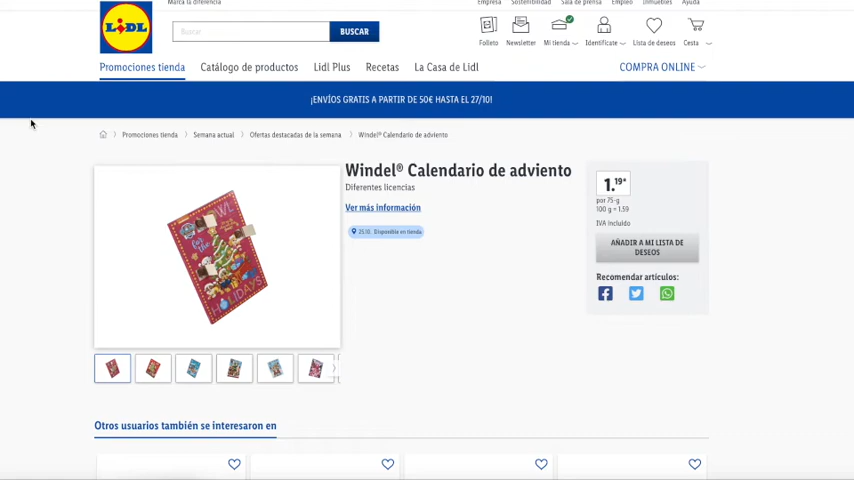 Marca la diferencia
Empresa Sostenibilidad Sala de prensa Empleo Inmuebles Ayuda
LIDL
Buscar
BUSCAR
Folleto Newsletter Mi tienda Identifícate Lista de deseos Cesta
Promociones tienda Catálogo de productos Lidl Plus Recetas La Casa de Lidl COMPRA ONLINE
¡ENVÍOS GRATIS A PARTIR DE 50€ HASTA EL 27/10!
Promociones tienda Semana actual Ofertas destacadas de la semana Windel® Calendario de adviento
Windel® Calendario de adviento
Diferentes licencias
Ver más información
25.10. Disponible en tienda
1.19*
por 75-g
100 g = 1.59
IVA Incluido
AÑADIR A MI LISTA DE
DESEOS
Recomendar artículos:
for the
HOLIDAYS
Otros usuarios también se interesaron en